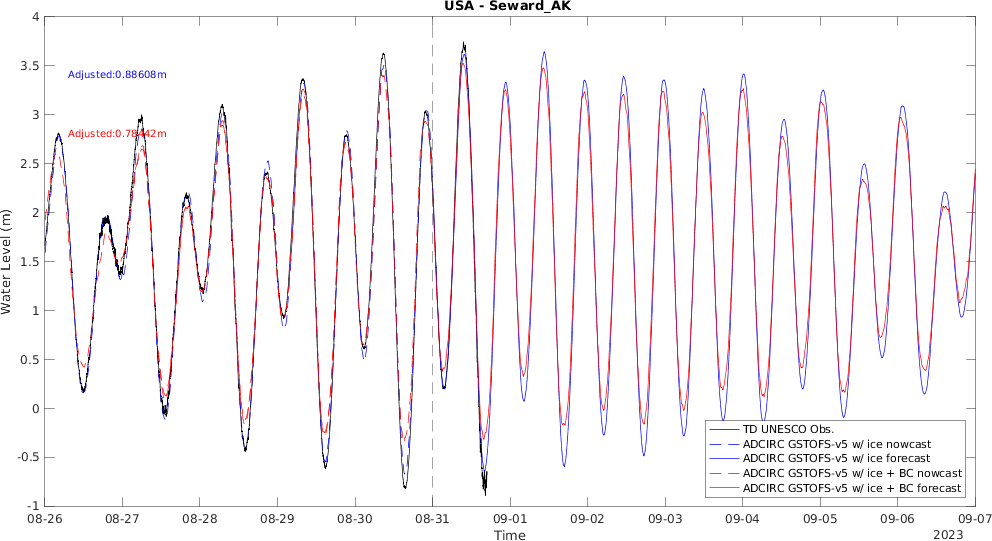 USA - Seward_AK
Adjusted:0.88608m
Adjusted:0.78442m
4
3.5
3
2.5
2
1.5
1
0.5
0
-0.5
-1
Water Level (m)
08-26 08-27 08-28 08-29 08-30 08-31 09-01 09-02 09-03 09-04 09-05 09-06 09-07
Time
2023
TD UNESCO Obs.
ADCIRC GSTOFS-v5 w/ ice nowcast
ADCIRC GSTOFS-v5 w/ ice forecast
ADCIRC GSTOFS-v5 w/ ice + BC nowcast
ADCIRC GSTOFS-v5 w/ ice + BC forecast